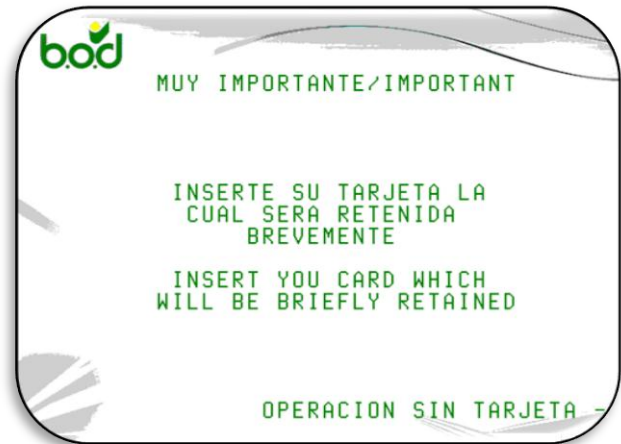 b.o.d
MUY IMPORTANTE/IMPORTANT
INSERTE SU TARJETA LA
CUAL SERA RETENIDA
BREVEMENTE
INSERT YOU CARD WHICH
WILL BE BRIEFLY RETAINED
OPERACION SIN TARJETA -